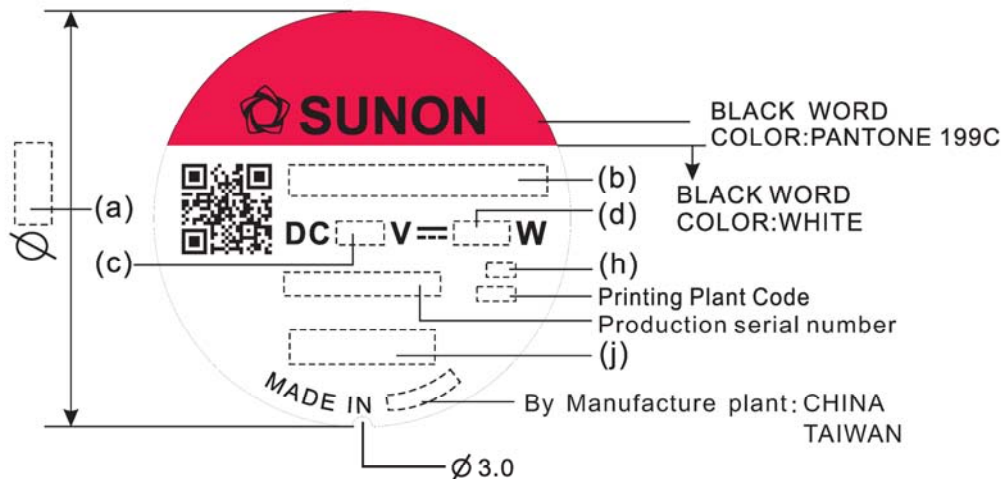 SUNON
BLACK WORD
COLOR:PANTONE 199C
BLACK WORD
COLOR:WHITE
(a)
(b)
DC V W
(d)
(c)
(h)
Printing Plant Code
Production serial number
(j)
MADE IN
By Manufacture plant: CHINA
TAIWAN
Ø
Ø 3.0